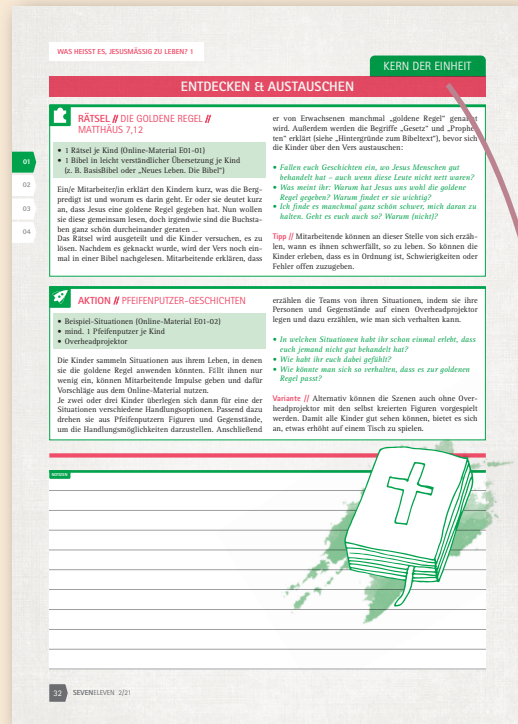 WAS HEISST ES, JESUSMÄSSIG ZU LEBEN? 1
KERN DER EINHEIT
ENTDECKEN & AUSTAUSCHEN
RÄTSEL // DIE GOLDENE REGEL //
MATTHÄUS 7,12
• 1 Rätsel je Kind (Online-Material E01-01)
• 1 Bibel in leicht verständlicher Übersetzung je Kind
(z. B. BasisBibel oder „Neues Leben. Die Bibel“)
Ein/e Mitarbeiter/in erklärt den Kindern kurz, was die Berg-
predigt ist und worum es darin geht. Er oder sie deutet kurz
an, dass Jesus eine goldene Regel gegeben hat. Nun wollen
sie diese gemeinsam lesen, doch irgendwie sind die Buchsta-
ben ganz schön durcheinander geraten ...
Das Rätsel wird ausgeteilt und die Kinder versuchen, es zu
lösen. Nachdem es geknackt wurde, wird der Vers noch ein-
mal in einer Bibel nachgelesen. Mitarbeitende erklären, dass
er von Erwachsenen manchmal „goldene Regel“ genannt
wird. Außerdem werden die Begriffe „Gesetz“ und „Prophe-
ten“ erklärt (siehe „Hintergründe zum Bibeltext“), bevor sich
die Kinder über den Vers austauschen:
• Fallen euch Geschichten ein, wo Jesus Menschen gut
behandelt hat – auch wenn diese Leute nicht nett waren?
• Was meint ihr: Warum hat Jesus uns wohl die goldene
Regel gegeben? Warum findet er sie wichtig?
• Ich finde es manchmal ganz schön schwer, mich daran zu
halten. Geht es euch auch so? Warum (nicht)?
Tipp // Mitarbeitende können an dieser Stelle von sich erzäh-
len, wann es ihnen schwerfällt, so zu leben. So können die
Kinder erleben, dass es in Ordnung ist, Schwierigkeiten oder
Fehler offen zuzugeben.
01
02
03
04
AKTION // PFEIFENPUTZER-GESCHICHTEN
• Beispiel-Situationen (Online-Material E01-02)
• mind. 1 Pfeifenputzer je Kind
• Overheadprojektor
Die Kinder sammeln Situationen aus ihrem Leben, in denen
sie die goldene Regel anwenden könnten. Fällt ihnen nur
wenig ein, können Mitarbeitende Impulse geben und dafür
Vorschläge aus dem Online-Material nutzen.
Je zwei oder drei Kinder überlegen sich dann für eine der
Situationen verschiedene Handlungsoptionen. Passend dazu
drehen sie aus Pfeifenputzern Figuren und Gegenstände,
um die Handlungsmöglichkeiten darzustellen. Anschließend
erzählen die Teams von ihren Situationen, indem sie ihre
Personen und Gegenstände auf einen Overheadprojektor
legen und dazu erzählen, wie man sich verhalten kann.
• In welchen Situationen habt ihr schon einmal erlebt, dass
euch jemand nicht gut behandelt hat?
• Wie habt ihr euch dabei gefühlt?
• Wie könnte man sich so verhalten, dass es zur goldenen
Regel passt?
Variante // Alternativ können die Szenen auch ohne Over-
headprojektor mit den selbst kreierten Figuren vorgespielt
werden. Damit alle Kinder gut sehen können, bietet es sich
an, etwas erhöht auf einem Tisch zu spielen.
NOTIZEN
32 SEVENELEVEN 2/21